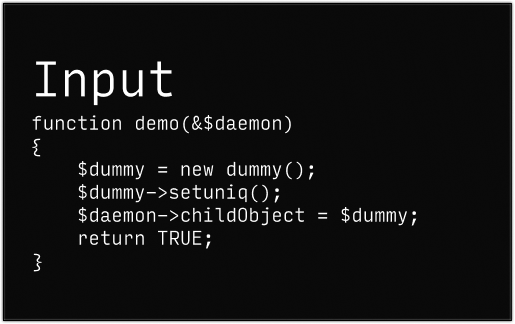 Input
function demo(&$daemon)
{
    $dummy = new dummy();
    $dummy->setuniq();
    $daemon->childObject = $dummy;
    return TRUE;
}